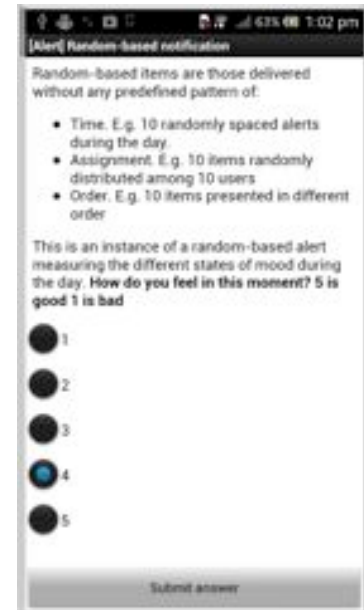 63% 1:02 pm
[Alert] Random-based notification
Random-based items are those delivered
without any predefined pattern of:
• Time. E.g. 10 randomly spaced alerts
during the day.
• Assignment. E.g. 10 items randomly
distributed among 10 users
• Order. E.g. 10 items presented in different
order
This is an instance of a random-based alert
measuring the different states of mood during
the day. How do you feel in this moment? 5 is
good 1 is bad
1
2
3
4
5
Submit answer